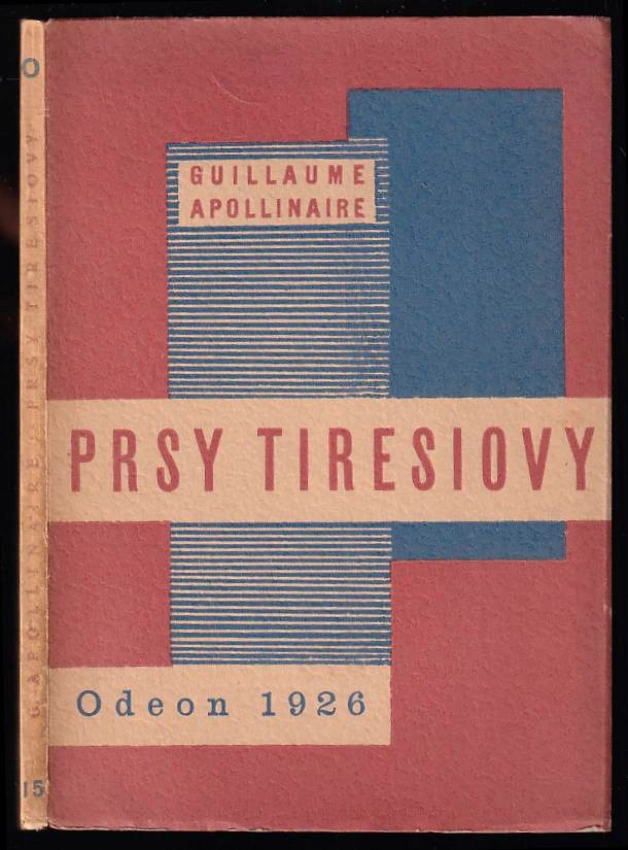 GUILLAUME
APOLLINAIRE
PRSY TIRESIOVY
Odeon 1926
O
G. APOLLINAIRE: PRSY TIRESIOVY
15